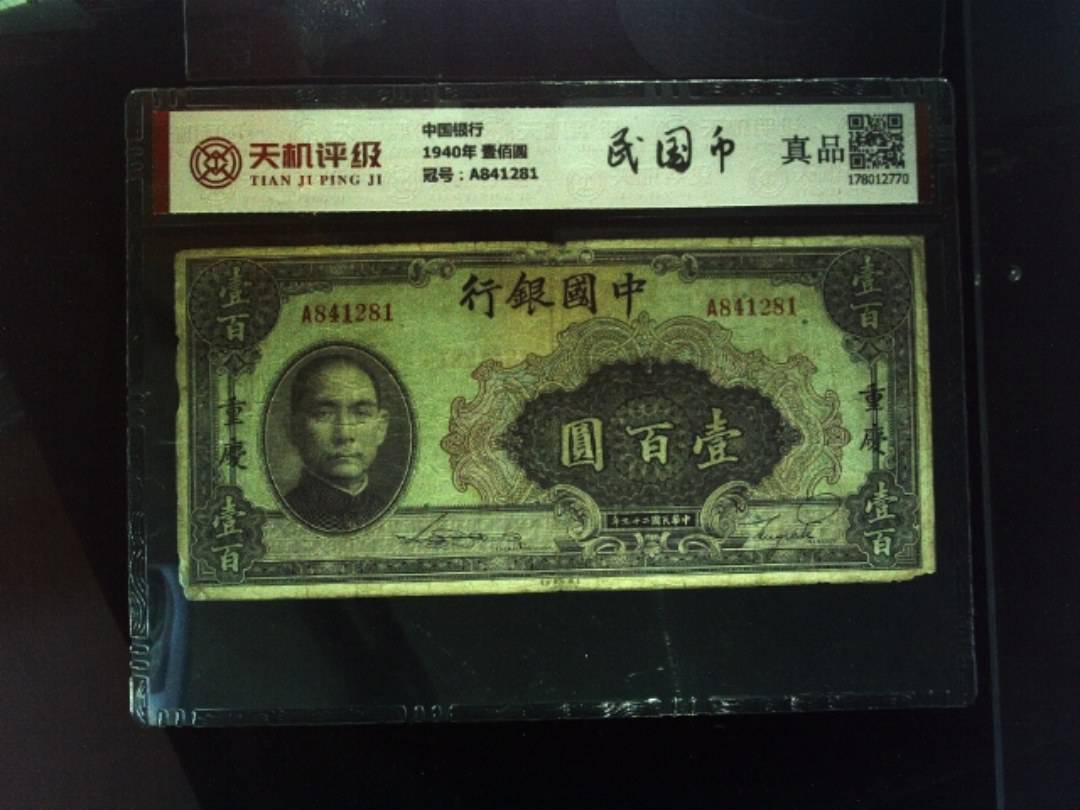 天机评级
TIAN JI PING JI
中国银行
1940年 壹佰圆
冠号：A841281
民国币
真品
178012770
行銀國中
A841281
A841281
壹百
壹百
重慶
重慶
圓百壹
年九十二國民華中
壹百
壹百